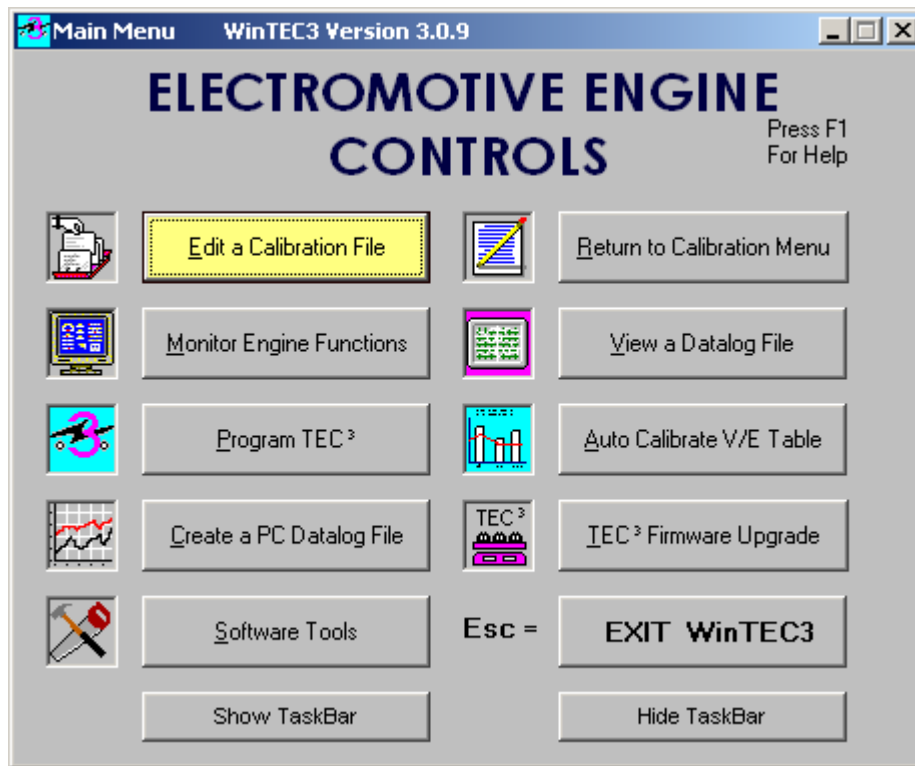 Main Menu WinTEC3 Version 3.0.9
ELECTROMOTIVE ENGINE
CONTROLS
Press F1
For Help
Edit a Calibration File
Return to Calibration Menu
Monitor Engine Functions
View a Datalog File
3
Program TEC³
Auto Calibrate V/E Table
Create a PC Datalog File
TEC³
TEC³ Firmware Upgrade
Software Tools
Esc =
EXIT WinTEC3
Show TaskBar
Hide TaskBar